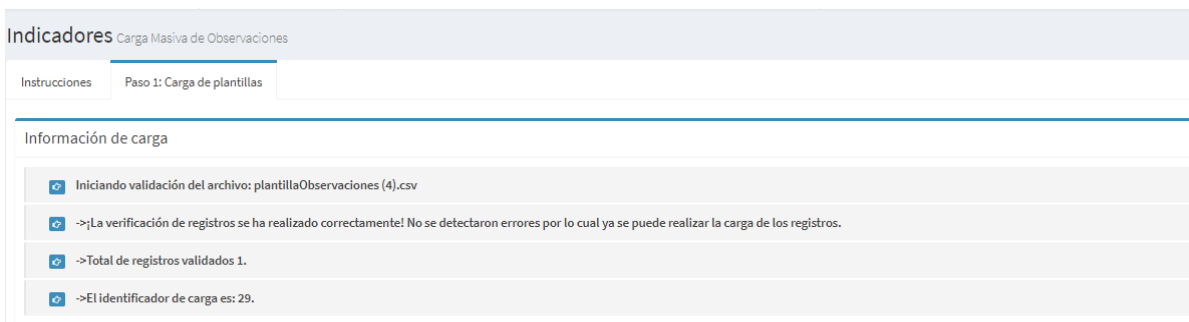 Indicadores Carga Masiva de Observaciones
Instrucciones Paso 1: Carga de plantillas
Información de carga
Iniciando validación del archivo: plantillaObservaciones (4).csv
->¡La verificación de registros se ha realizado correctamente! No se detectaron errores por lo cual ya se puede realizar la carga de los registros.
->Total de registros validados 1.
->El identificador de carga es: 29.